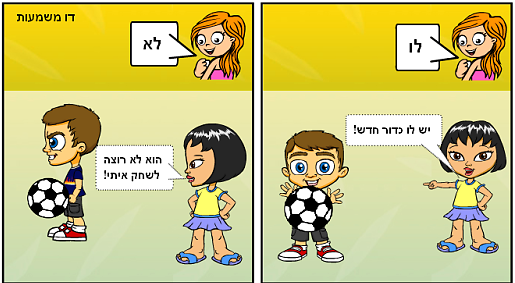 דו משמעות
לא
הוא לא רוצה
לשחק איתי!
לו
יש לו כדור חדש!